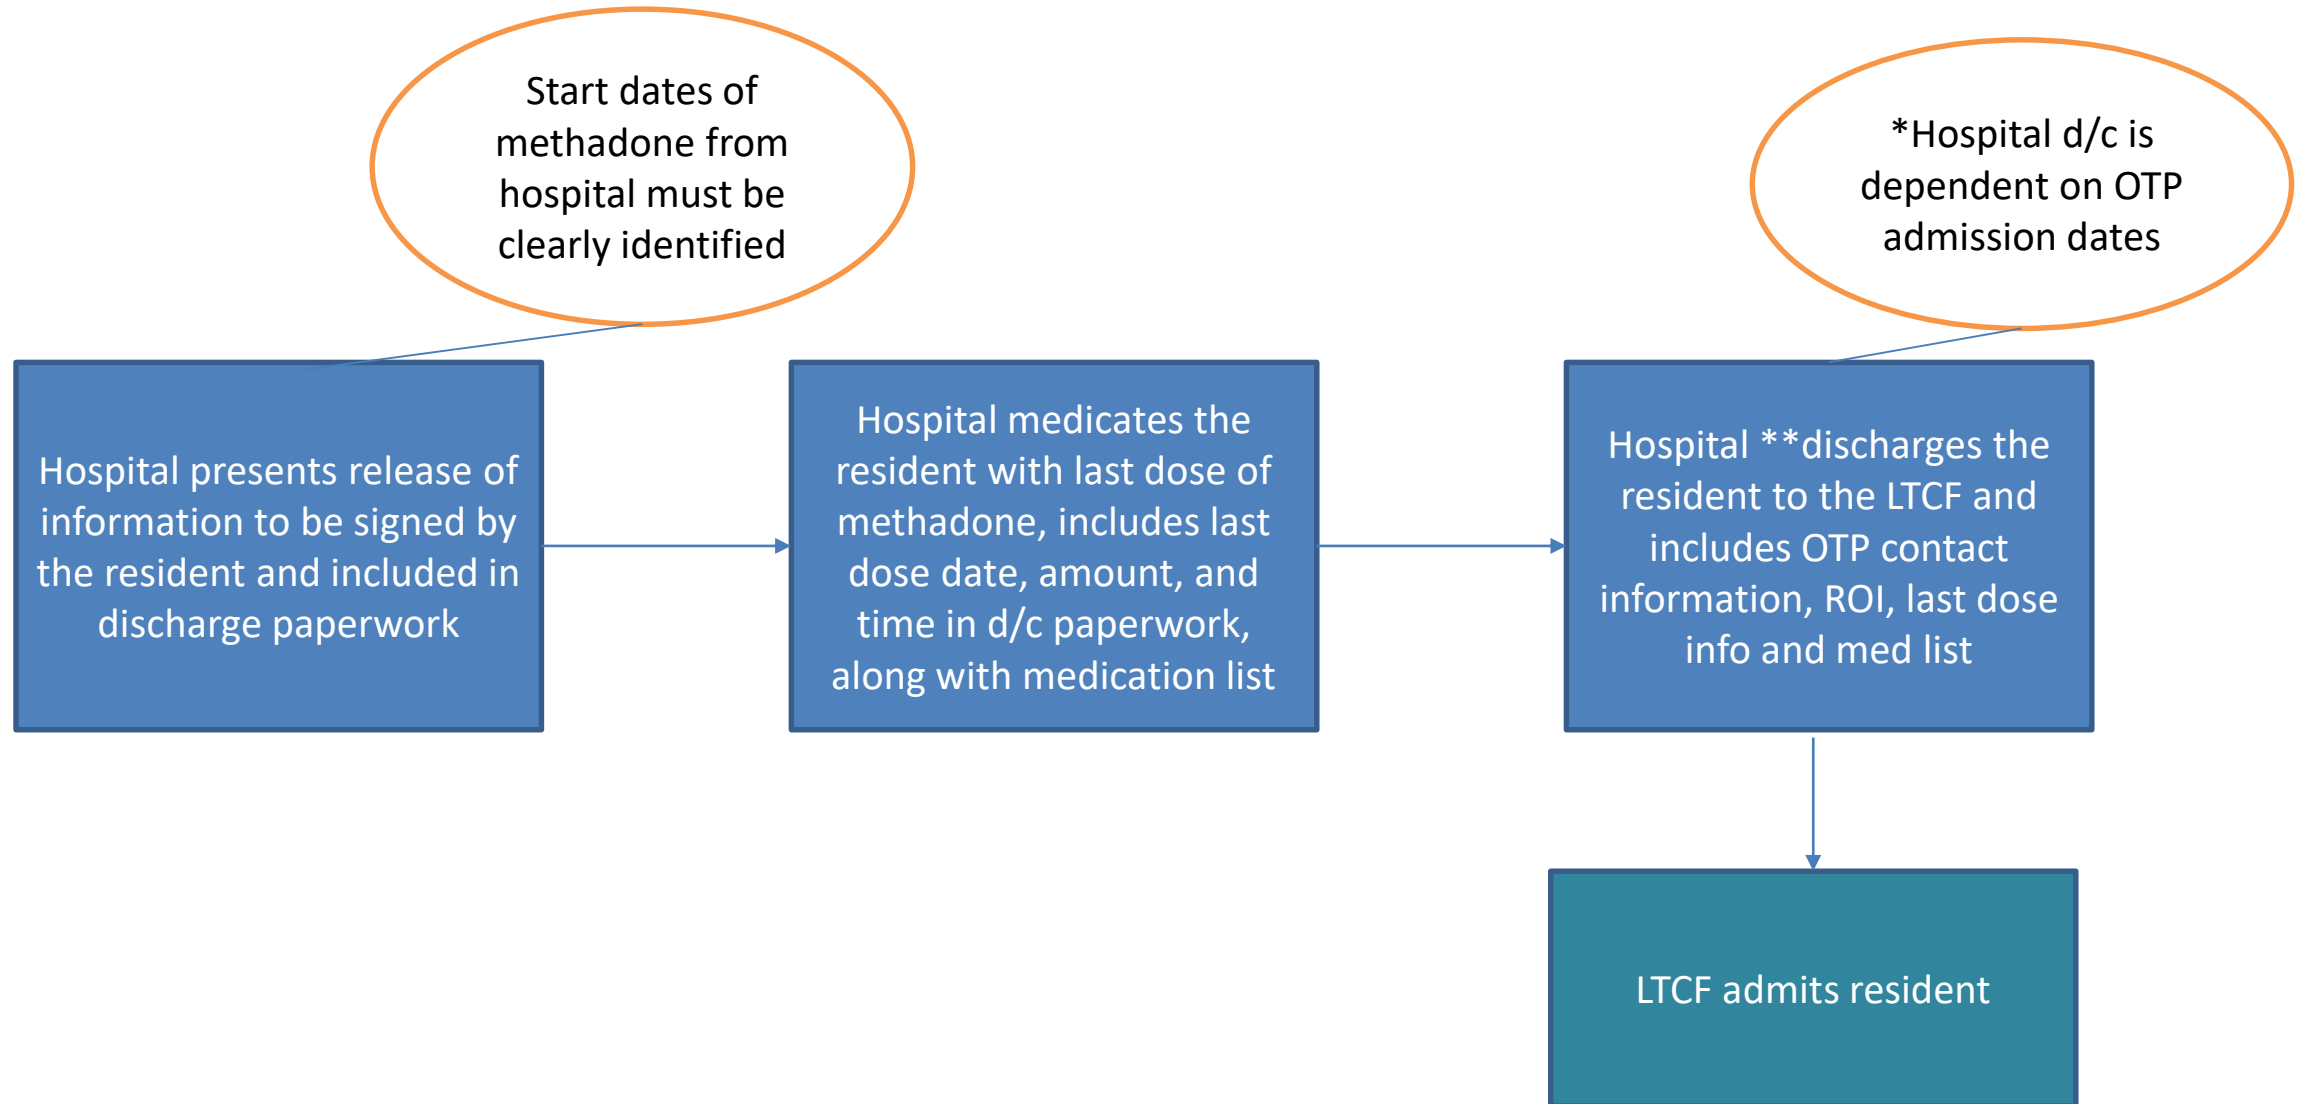 Start dates of
methadone from
hospital must be
clearly identified
*Hospital d/c is
dependent on OTP
admission dates
Hospital presents release of
information to be signed by
the resident and included in
discharge paperwork
Hospital medicates the
resident with last dose of
methadone, includes last
dose date, amount, and
time in d/c paperwork,
along with medication list
Hospital **discharges the
resident to the LTCF and
includes OTP contact
information, ROI, last dose
info and med list
LTCF admits resident